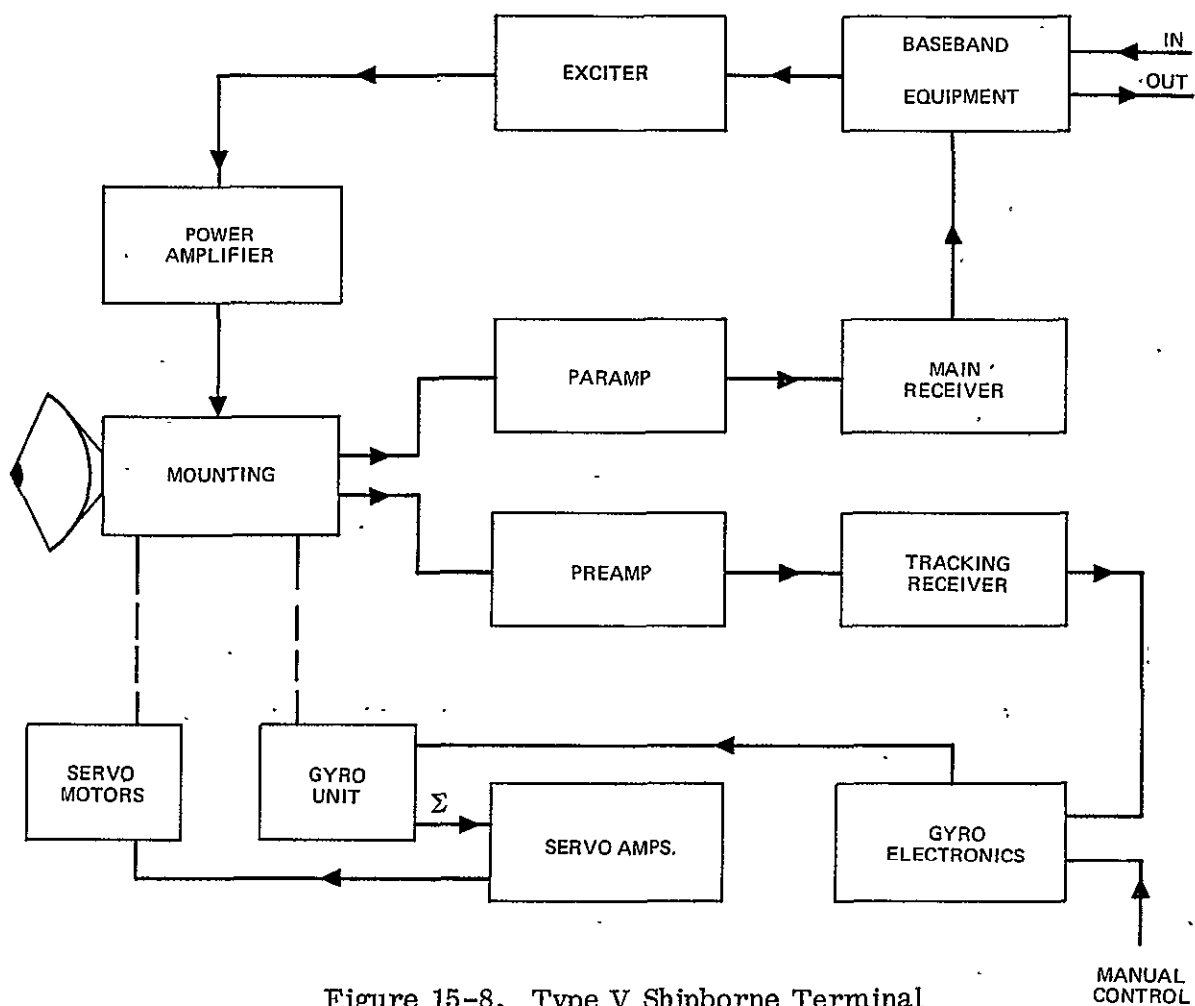 BASEBAND
EQUIPMENT
IN
OUT
EXCITER
POWER
AMPLIFIER
PARAMP
MAIN
RECEIVER
MOUNTING
PREAMP
TRACKING
RECEIVER
SERVO
MOTORS
GYRO
UNIT
Σ
SERVO AMPS.
GYRO
ELECTRONICS
MANUAL
CONTROL
Figure 15-8. Type V Shipborne Terminal